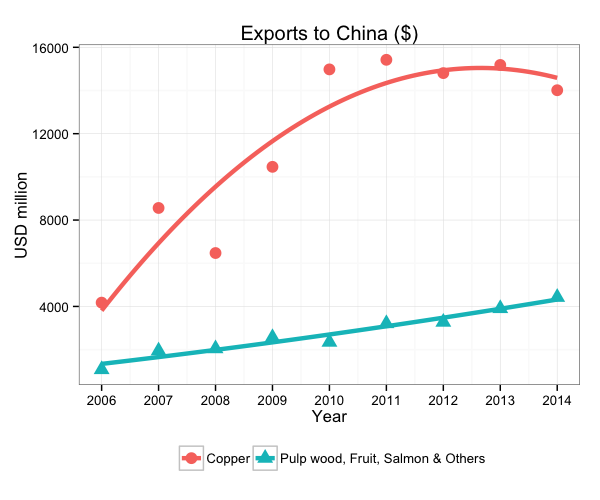 Exports to China ($)
16000
12000
8000
4000
USD million
2006 2007 2008 2009 2010 2011 2012 2013 2014
Year
Copper Pulp wood, Fruit, Salmon & Others